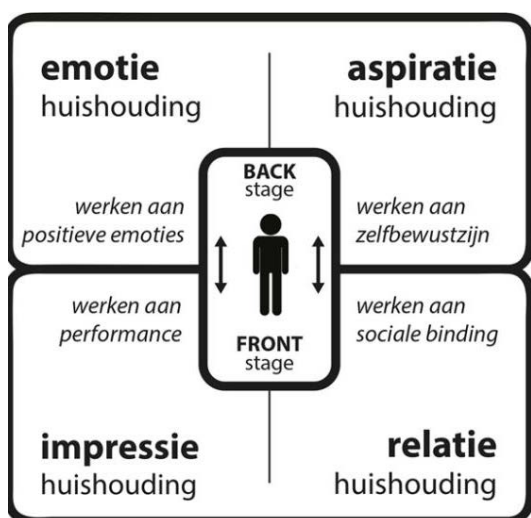 emotie
huishouding
aspiratie
huishouding
werken aan
positieve emoties
BACK
stage
werken aan
zelfbewustzijn
werken aan
performance
FRONT
stage
werken aan
sociale binding
impressie
huishouding
relatie
huishouding